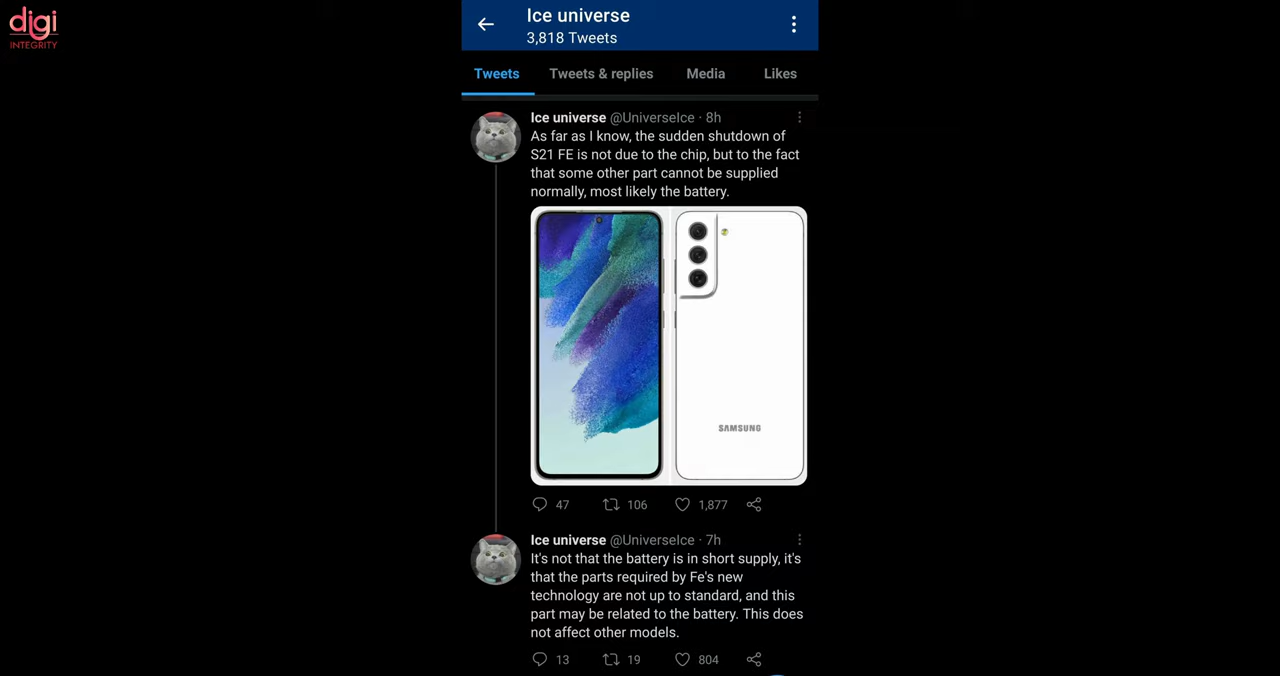 digi
INTEGRITY
Ice universe
3,818 Tweets
Tweets
Tweets & replies
Media
Likes
Ice universe @UniverseIce · 8h
As far as I know, the sudden shutdown of
S21 FE is not due to the chip, but to the fact
that some other part cannot be supplied
normally, most likely the battery.
SAMSUNG
47
106
1,877
Ice universe @UniverseIce · 7h
It's not that the battery is in short supply, it's
that the parts required by Fe's new
technology are not up to standard, and this
part may be related to the battery. This does
not affect other models.
13
19
804